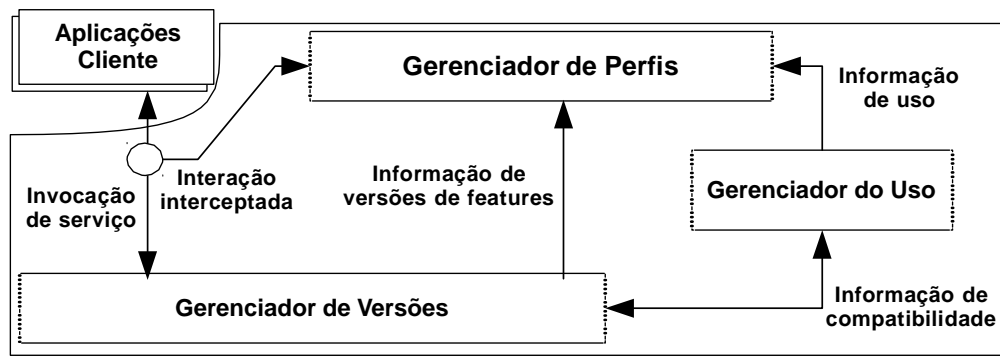 Aplicações
Cliente
Gerenciador de Perfis
Informação
de uso
Invocação
de serviço
Interação
interceptada
Informação de
versões de features
Gerenciador do Uso
Gerenciador de Versões
Informação de
compatibilidade